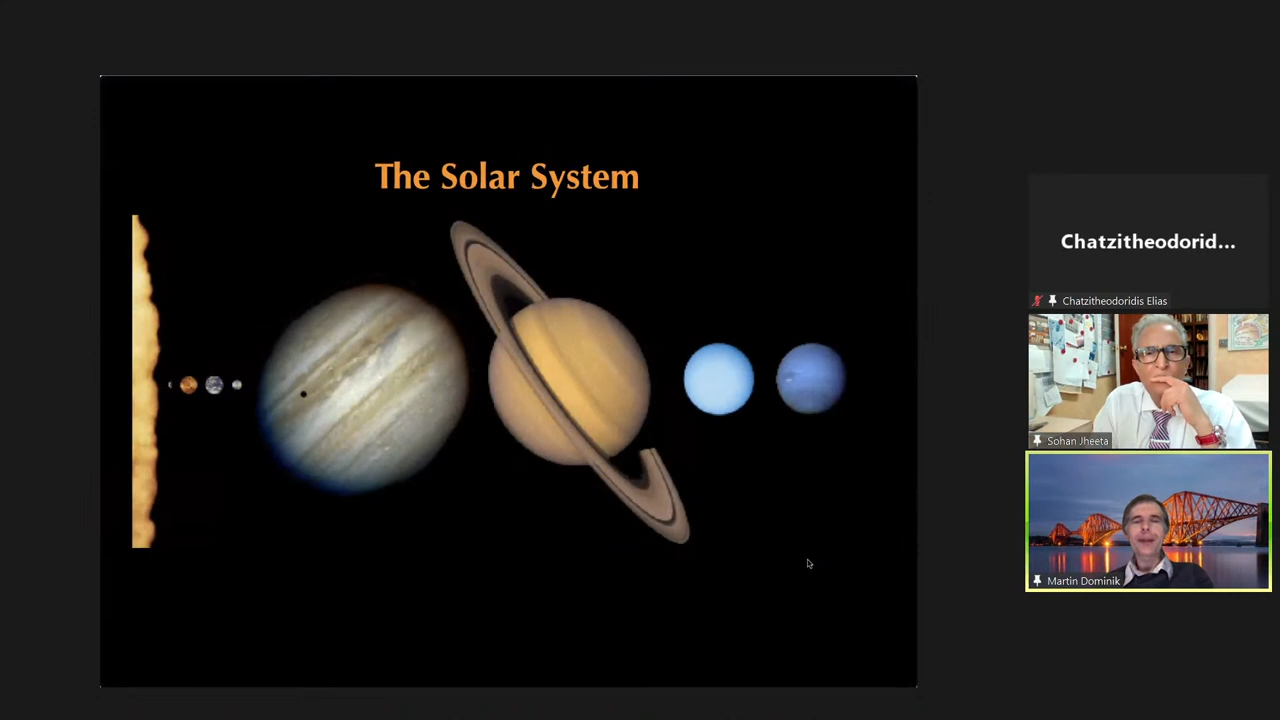 The Solar System
Chatzitheodorid...
Chatzitheodoridis Elias
Sohan Jheeta
Martin Dominik